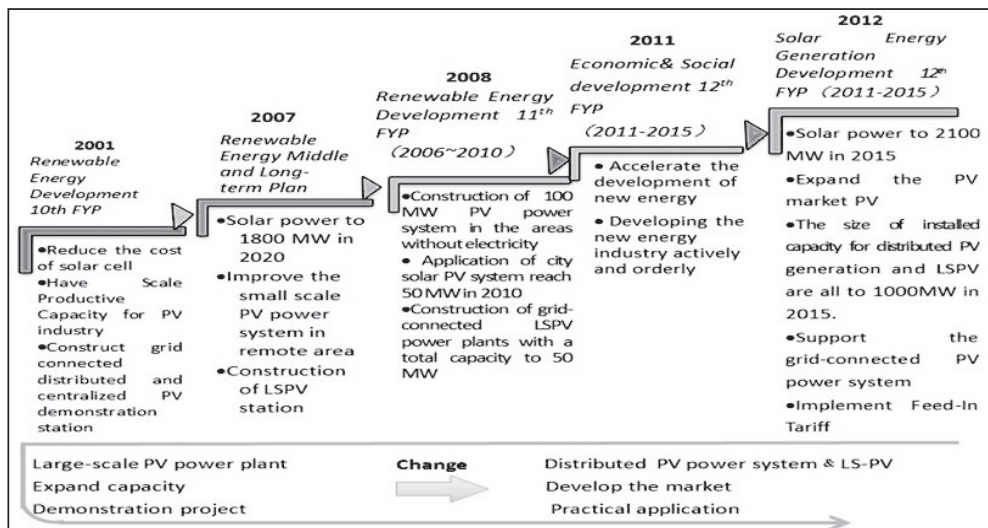 2001
Renewable
Energy
Development
10th FYP
●Reduce the cost
of solar cell
●Have Scale
Productive
Capacity for PV
industry
●Construct grid
connected
distributed and
centralized PV
demonstration
station
2007
Renewable
Energy Middle
and Long-
term Plan
●Solar power to
1800 MW in
2020
●Improve the
small scale
PV power
system in
remote area
●Construction
of LSPV
station
2008
Renewable Energy
Development 11th
FYP
(2006~2010)
●Construction of 100
MW PV power
system in the areas
without electricity
● Application of city
solar PV system reach
50 MW in 2010
●Construction of grid-
connected LSPV
power plants with a
total capacity to 50
MW
2011
Economic& Social
development 12th
FYP
(2011-2015)
● Accelerate the
development of
new energy
● Developing the
new energy
industry actively
and orderly
2012
Solar Energy
Generation
Development 12th
FYP (2011-2015)
●Solar power to 2100
MW in 2015
●Expand the PV
market PV
●The size of installed
capacity for distributed PV
generation and LSPV
are all to 1000MW in
2015.
●Support the
grid-connected PV
power system
●Implement Feed-In
Tariff
Large-scale PV power plant
Expand capacity
Demonstration project
Change
Distributed PV power system & LS-PV
Develop the market
Practical application